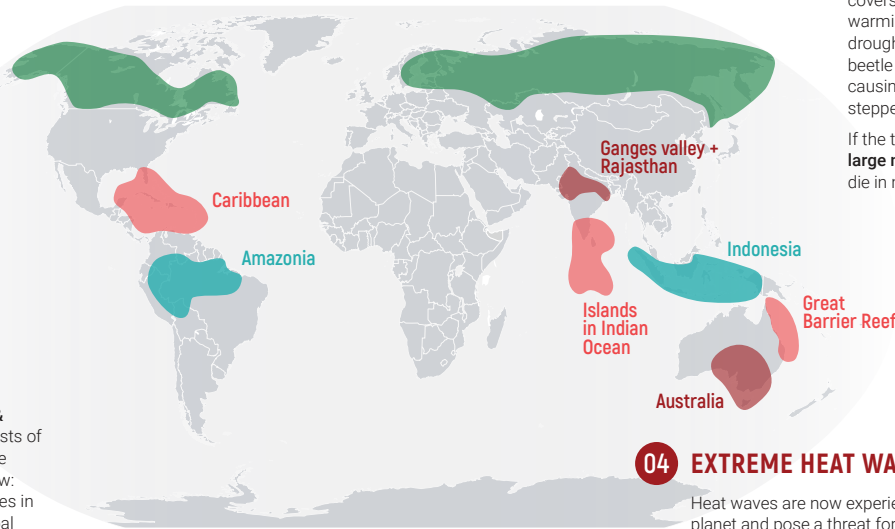 covers
warmi
drough
beetle
causin
steppe
If the t
large r
die in r
Ganges valley +
Rajasthan
Caribbean
Amazonia
Indonesia
Islands
in Indian
Ocean
Great
Barrier Reef
Australia
&
sts of
e
w:
es in
al
04 EXTREME HEAT WA
Heat waves are now experie
planet and pose a threat for